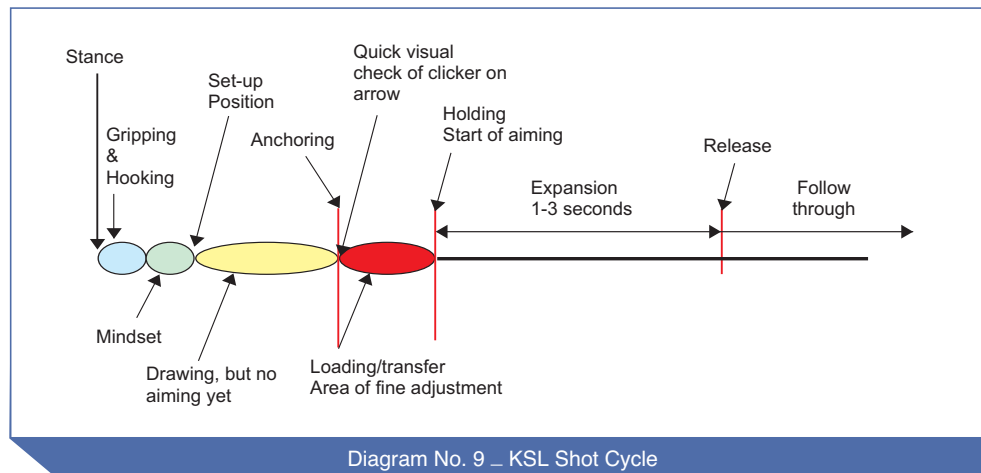 Stance
Gripping
&
Hooking
Mindset
Set-up
Position
Drawing, but no
aiming yet
Anchoring
Quick visual
check of clicker on
arrow
Loading/transfer
Area of fine adjustment
Holding
Start of aiming
Expansion
1-3 seconds
Release
Follow
through
Diagram No. 9 _ KSL Shot Cycle